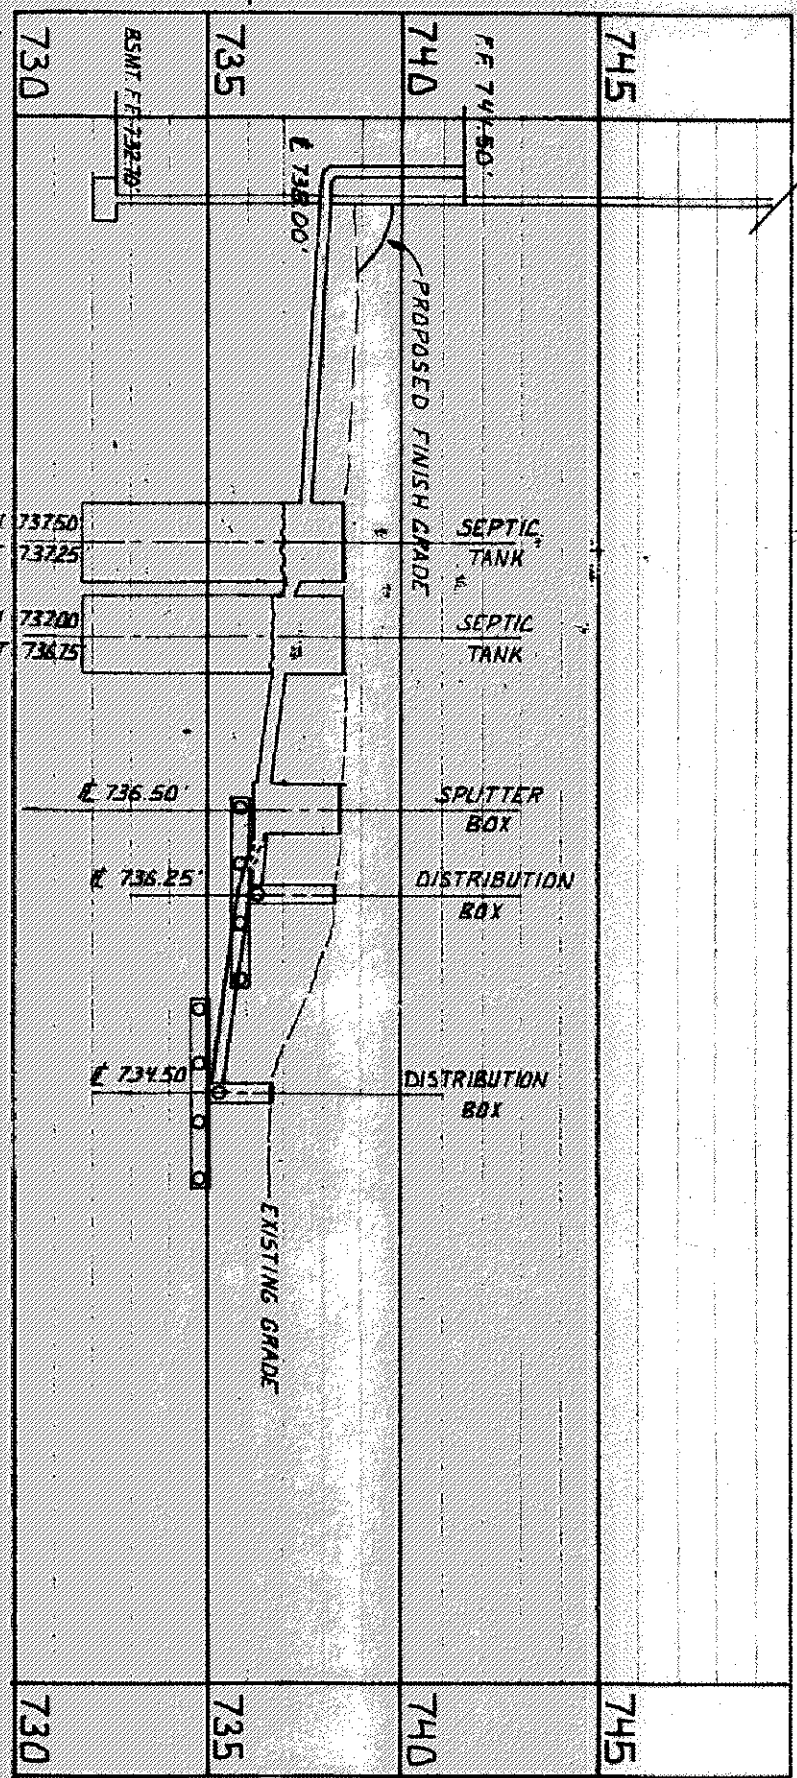 745
740
735
730
F.F. 741.50'
BSMT. F.F. 732.70'
℄ 738.00'
PROPOSED FINISH GRADE
SEPTIC
TANK
737.50'
737.25'
SEPTIC
TANK
737.00
736.75'
SPLITTER
BOX
℄ 736.50'
DISTRIBUTION
BOX
℄ 736.25'
DISTRIBUTION
BOX
℄ 734.50
EXISTING GRADE
745
740
735
730